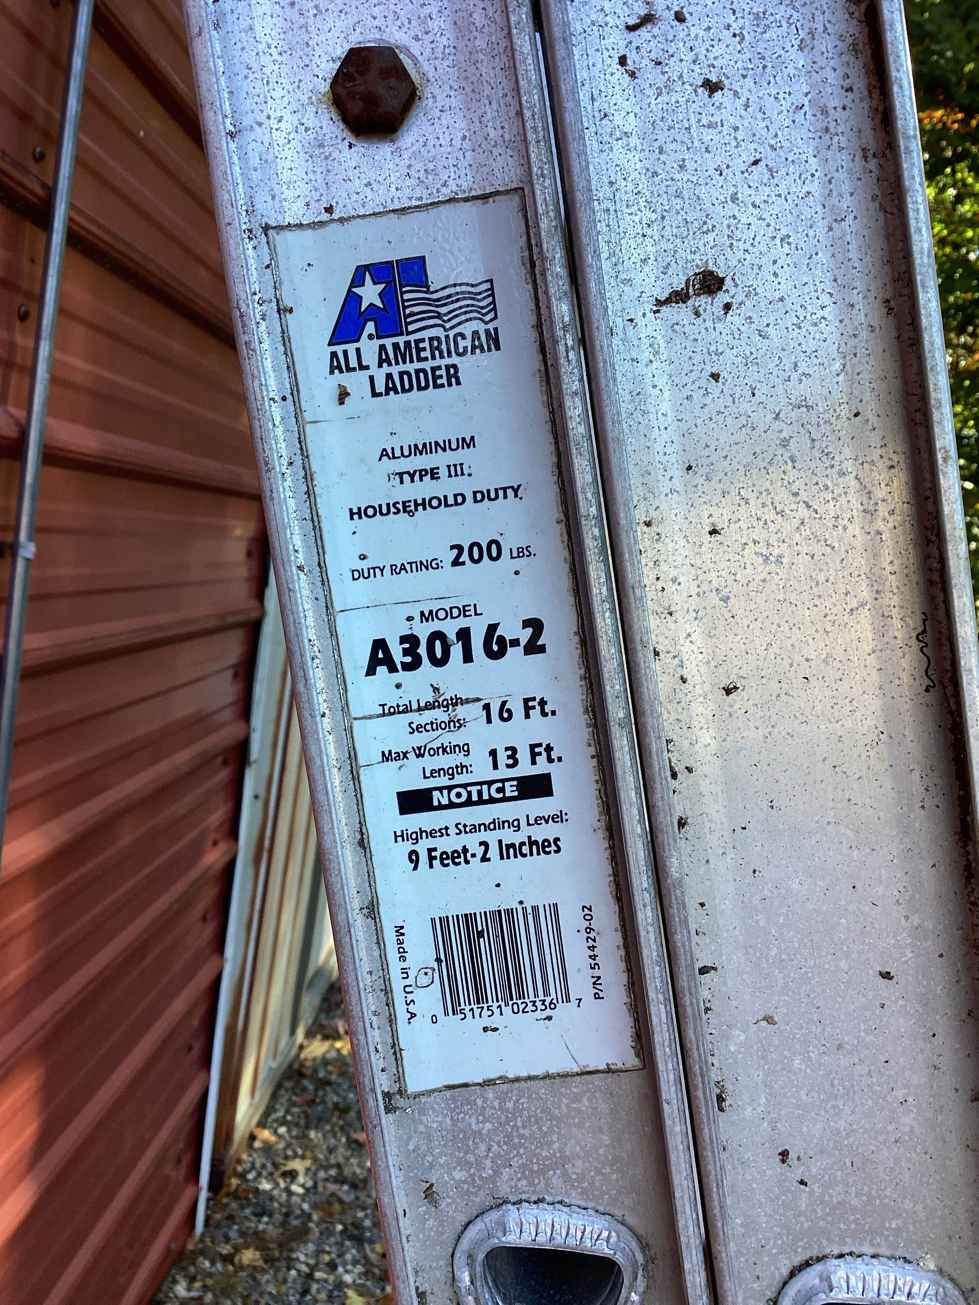 AL
ALL AMERICAN
LADDER
ALUMINUM
TYPE III
HOUSEHOLD DUTY
DUTY RATING: 200 LBS.
MODEL
A3016-2
Total Length
Sections: 16 Ft.
Max Working
Length: 13 Ft.
NOTICE
Highest Standing Level:
9 Feet-2 Inches
Made in U.S.A.
0 51751 02336 7
P/N 54429-02